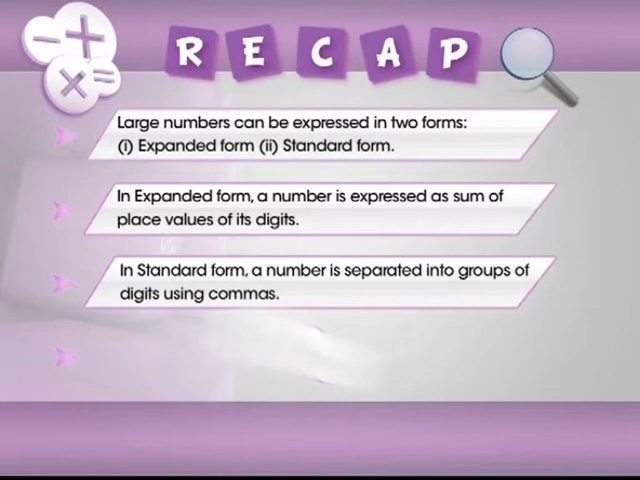 RECAP
Large numbers can be expressed in two forms:
(i) Expanded form (ii) Standard form.
In Expanded form, a number is expressed as sum of
place values of its digits.
In Standard form, a number is separated into groups of
digits using commas.